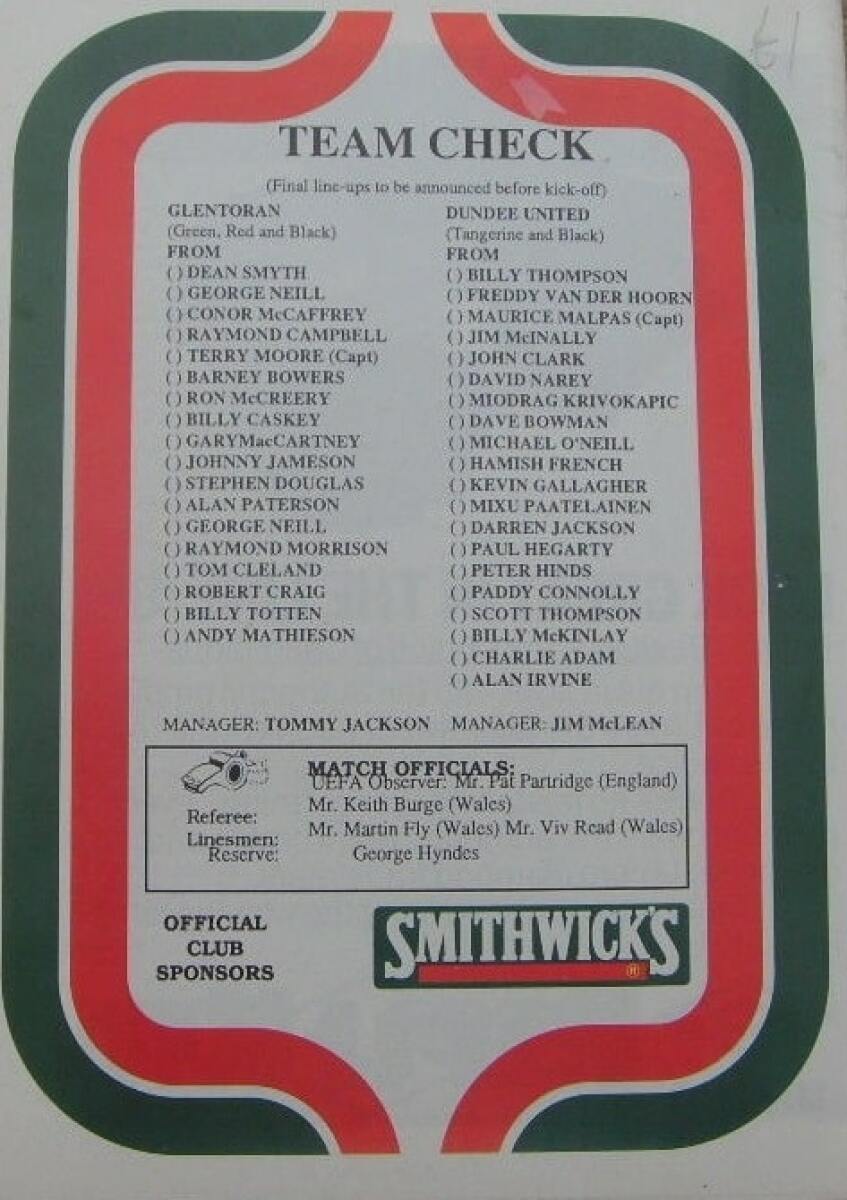 £1
TEAM CHECK
(Final line-ups to be announced before kick-off)
GLENTORAN
(Green, Red and Black)
FROM
( ) DEAN SMYTH
( ) GEORGE NEILL
( ) CONOR McCAFFREY
( ) RAYMOND CAMPBELL
( ) TERRY MOORE (Capt)
( ) BARNEY BOWERS
( ) RON McCREERY
( ) BILLY CASKEY
( ) GARYMacCARTNEY
( ) JOHNNY JAMESON
( ) STEPHEN DOUGLAS
( ) ALAN PATERSON
( ) GEORGE NEILL
( ) RAYMOND MORRISON
( ) TOM CLELAND
( ) ROBERT CRAIG
( ) BILLY TOTTEN
( ) ANDY MATHIESON
MANAGER: TOMMY JACKSON
DUNDEE UNITED
(Tangerine and Black)
FROM
( ) BILLY THOMPSON
( ) FREDDY VAN DER HOORN
( ) MAURICE MALPAS (Capt)
( ) JIM McINALLY
( ) JOHN CLARK
( ) DAVID NAREY
( ) MIODRAG KRIVOKAPIC
( ) DAVE BOWMAN
( ) MICHAEL O'NEILL
( ) HAMISH FRENCH
( ) KEVIN GALLAGHER
( ) MIXU PAATELAINEN
( ) DARREN JACKSON
( ) PAUL HEGARTY
( ) PETER HINDS
( ) PADDY CONNOLLY
( ) SCOTT THOMPSON
( ) BILLY McKINLAY
( ) CHARLIE ADAM
( ) ALAN IRVINE
MANAGER: JIM McLEAN
MATCH OFFICIALS:
UEFA Observer: Mr. Pat Partridge (England)
Referee: Mr. Keith Burge (Wales)
Linesmen: Mr. Martin Fly (Wales) Mr. Viv Read (Wales)
Reserve: George Hyndes
OFFICIAL
CLUB
SPONSORS
SMITHWICK'S ®